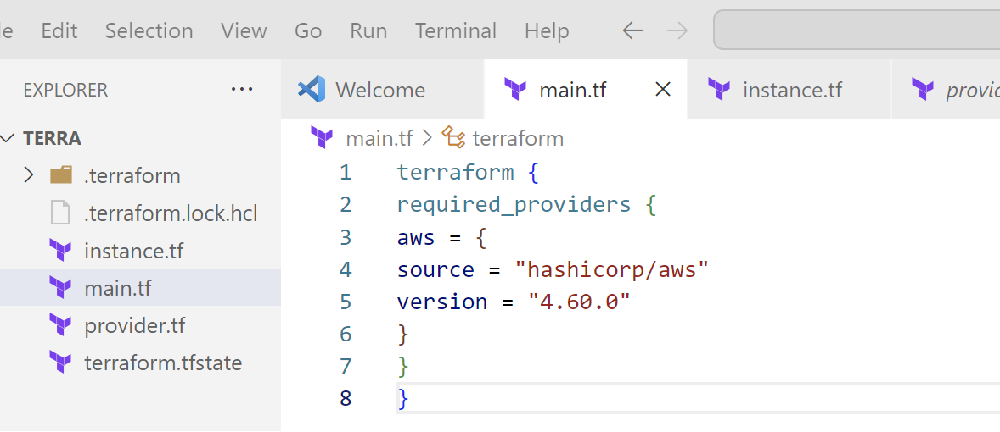 Edit Selection View Go Run Terminal Help
EXPLORER ...
Welcome main.tf instance.tf
TERRA
.terraform
.terraform.lock.hcl
instance.tf
main.tf
provider.tf
terraform.tfstate
main.tf > terraform
1 terraform {
2 required_providers {
3 aws = {
4 source = "hashicorp/aws"
5 version = "4.60.0"
6 }
7 }
8 }